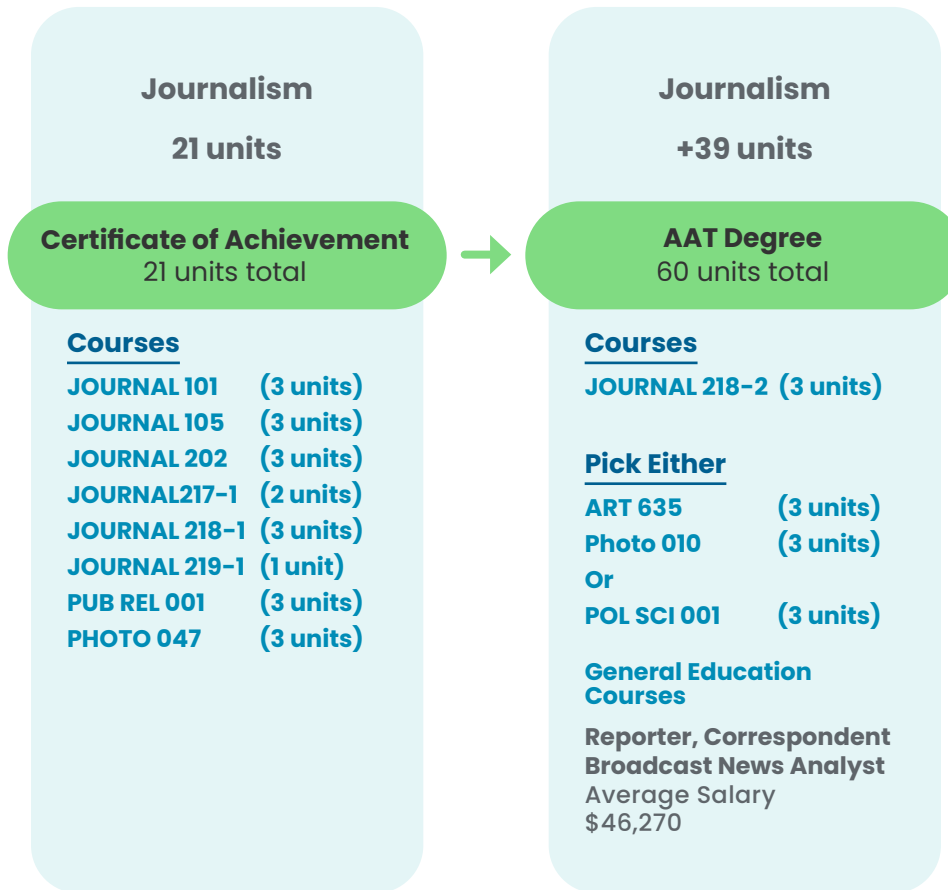 Journalism
21 units
Certificate of Achievement
21 units total
Courses
JOURNAL 101 (3 units)
JOURNAL 105 (3 units)
JOURNAL 202 (3 units)
JOURNAL217-1 (2 units)
JOURNAL 218-1 (3 units)
JOURNAL 219-1 (1 unit)
PUB REL 001 (3 units)
PHOTO 047 (3 units)
Journalism
+39 units
AAT Degree
60 units total
Courses
JOURNAL 218-2 (3 units)
Pick Either
ART 635 (3 units)
Photo 010 (3 units)
Or
POL SCI 001 (3 units)
General Education
Courses
Reporter, Correspondent
Broadcast News Analyst
Average Salary
$46,270